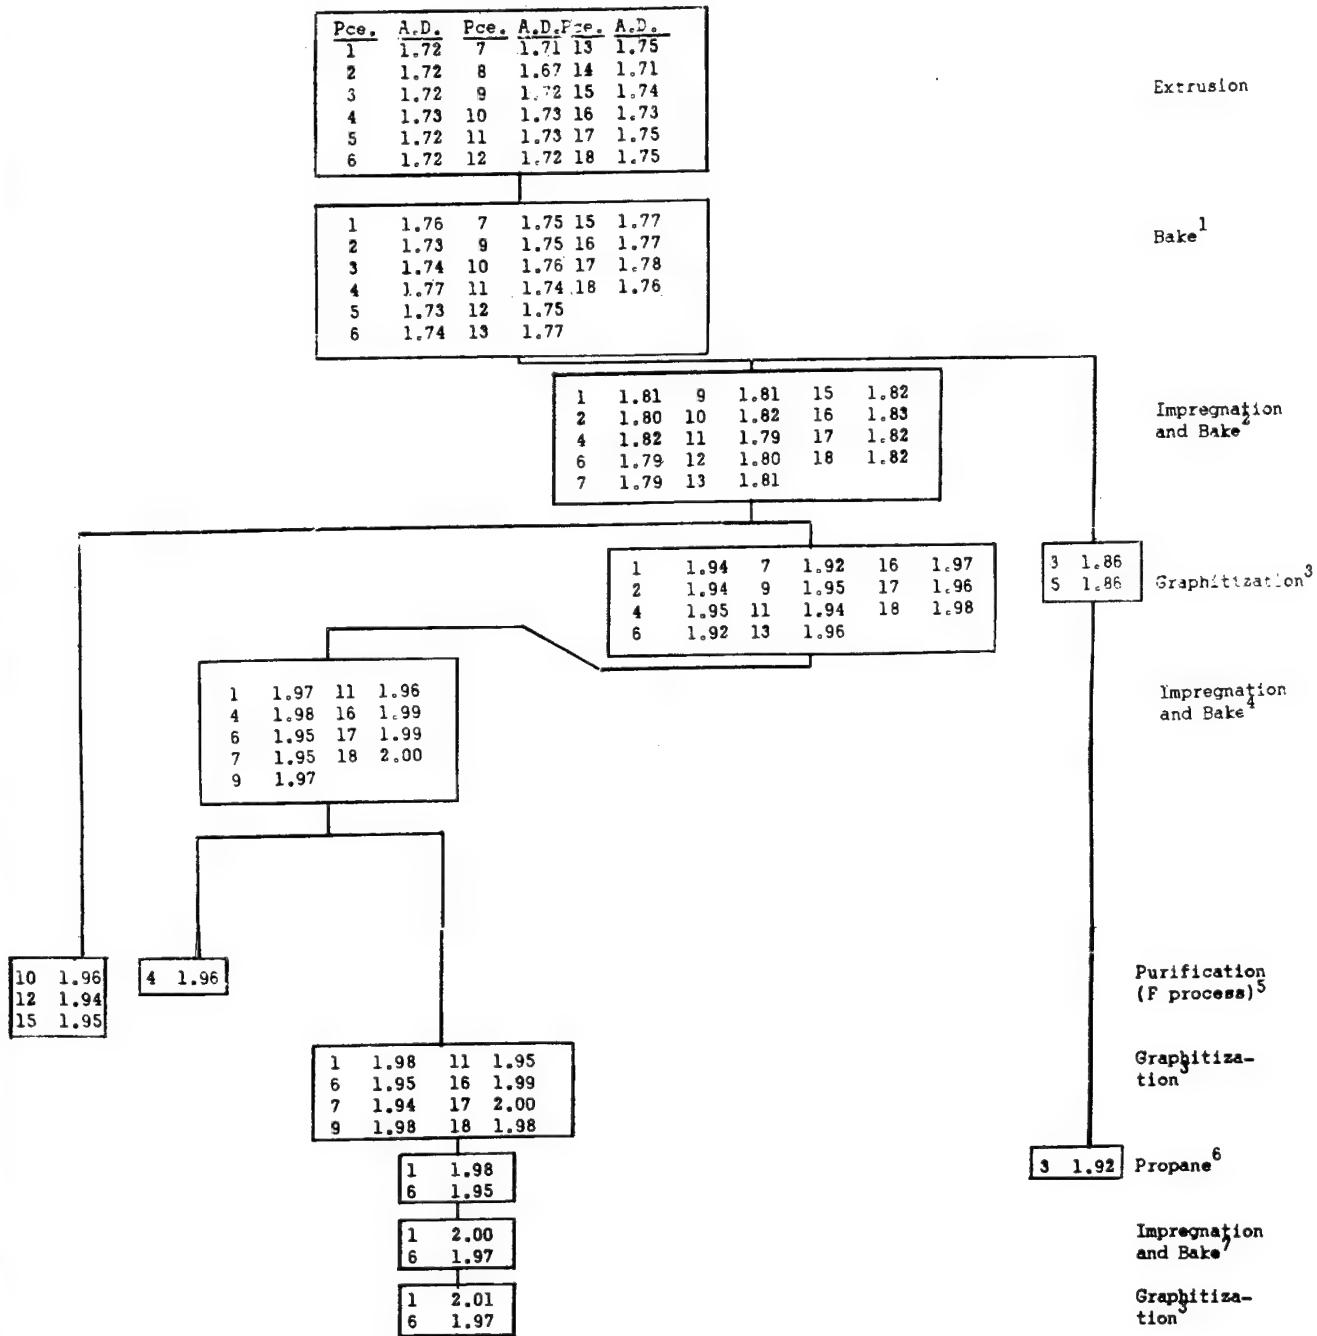 Pce. A.D. Pce. A.D. Pce. A.D.
1 1.72 7 1.71 13 1.75
2 1.72 8 1.67 14 1.71
3 1.72 9 1.72 15 1.74
4 1.73 10 1.73 16 1.73
5 1.72 11 1.73 17 1.75
6 1.72 12 1.72 18 1.75
Extrusion
1 1.76 7 1.75 15 1.77
2 1.73 9 1.75 16 1.77
3 1.74 10 1.76 17 1.78
4 1.77 11 1.74 18 1.76
5 1.73 12 1.75
6 1.74 13 1.77
Bake1
1 1.81 9 1.81 15 1.82
2 1.80 10 1.82 16 1.83
4 1.82 11 1.79 17 1.82
6 1.79 12 1.80 18 1.82
7 1.79 13 1.81
Impregnation
and Bake2
1 1.94 7 1.92 16 1.97
2 1.94 9 1.95 17 1.96
4 1.95 11 1.94 18 1.98
6 1.92 13 1.96
3 1.86
5 1.86
Graphitization3
1 1.97 11 1.96
4 1.98 16 1.99
6 1.95 17 1.99
7 1.95 18 2.00
9 1.97
Impregnation
and Bake4
10 1.96
12 1.94
15 1.95
4 1.96
Purification
(F process)5
1 1.98 11 1.95
6 1.95 16 1.99
7 1.94 17 2.00
9 1.98 18 1.98
Graphitiza-
tion3
1 1.98
6 1.95
3 1.92
Propane6
1 2.00
6 1.97
Impregnation
and Bake7
1 2.01
6 1.97
Graphitiza-
tion3